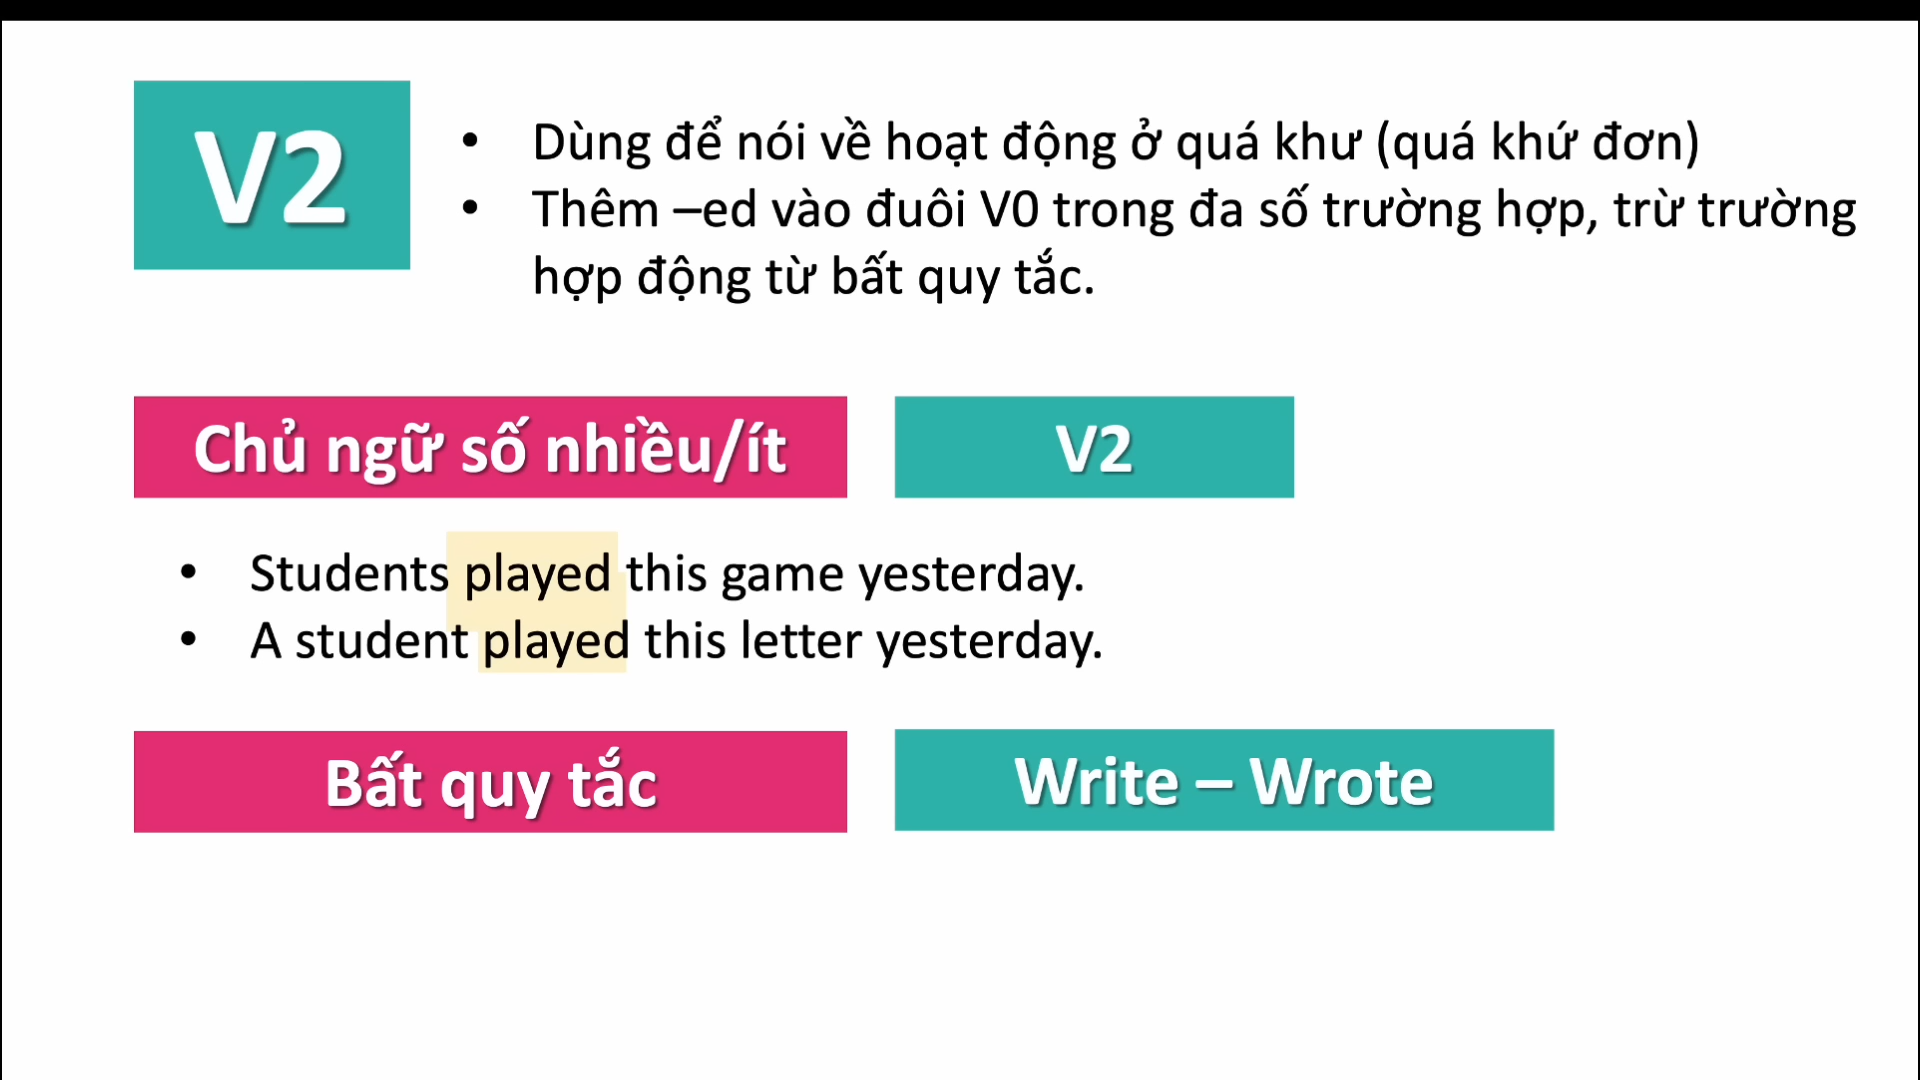 V2
• Dùng để nói về hoạt động ở quá khư (quá khứ đơn)
• Thêm –ed vào đuôi V0 trong đa số trường hợp, trừ trường
hợp động từ bất quy tắc.
Chủ ngữ số nhiều/ít
V2
• Students played this game yesterday.
• A student played this letter yesterday.
Bất quy tắc
Write – Wrote